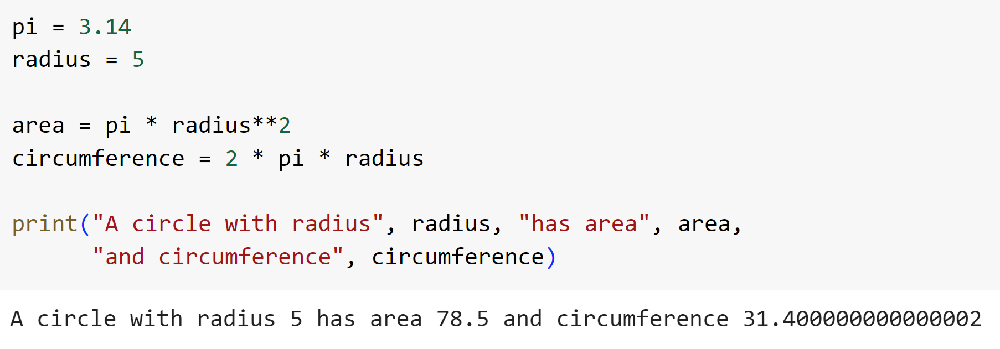 pi = 3.14
radius = 5
area = pi * radius**2
circumference = 2 * pi * radius
print("A circle with radius", radius, "has area", area,
"and circumference", circumference)
A circle with radius 5 has area 78.5 and circumference 31.400000000000002